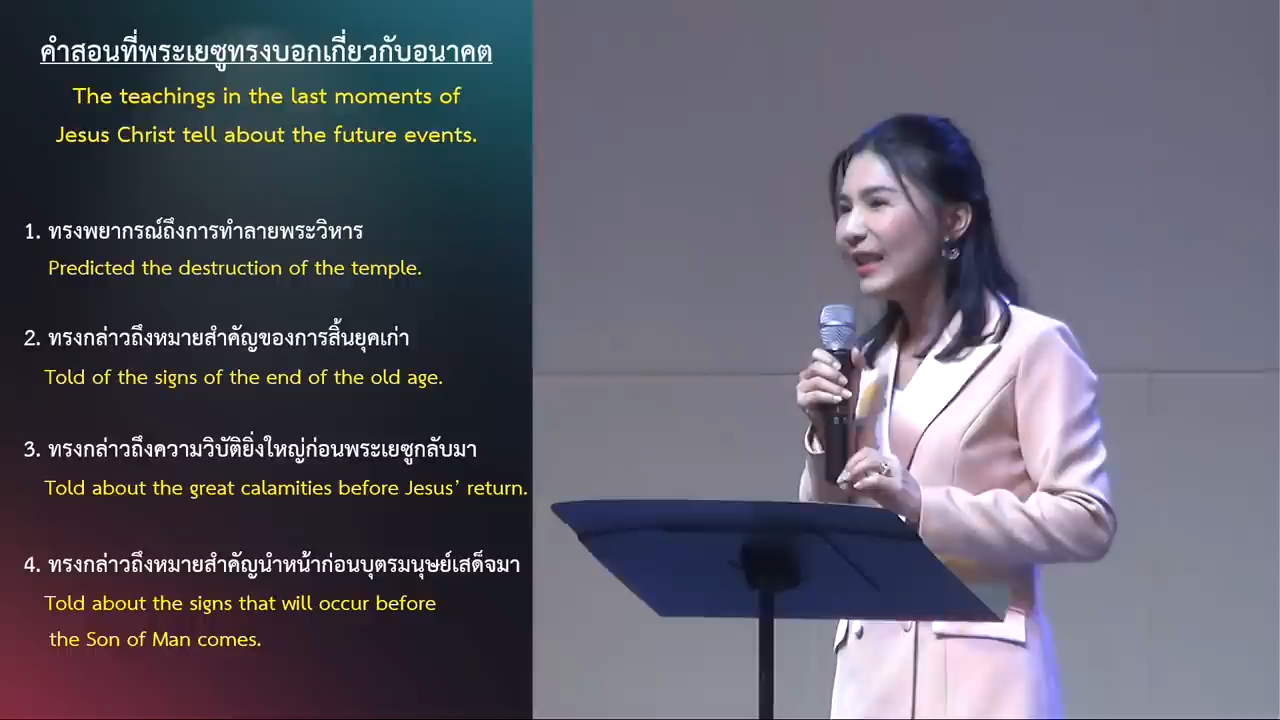 คำสอนที่พระเยซูทรงบอกเกี่ยวกับอนาคต
The teachings in the last moments of
Jesus Christ tell about the future events.
1. ทรงพยากรณ์ถึงการทำลายพระวิหาร
Predicted the destruction of the temple.
2. ทรงกล่าวถึงหมายสำคัญของการสิ้นยุคเก่า
Told of the signs of the end of the old age.
3. ทรงกล่าวถึงความวิบัติยิ่งใหญ่ก่อนพระเยซูกลับมา
Told about the great calamities before Jesus’ return.
4. ทรงกล่าวถึงหมายสำคัญนำหน้าก่อนบุตรมนุษย์เสด็จมา
Told about the signs that will occur before
the Son of Man comes.